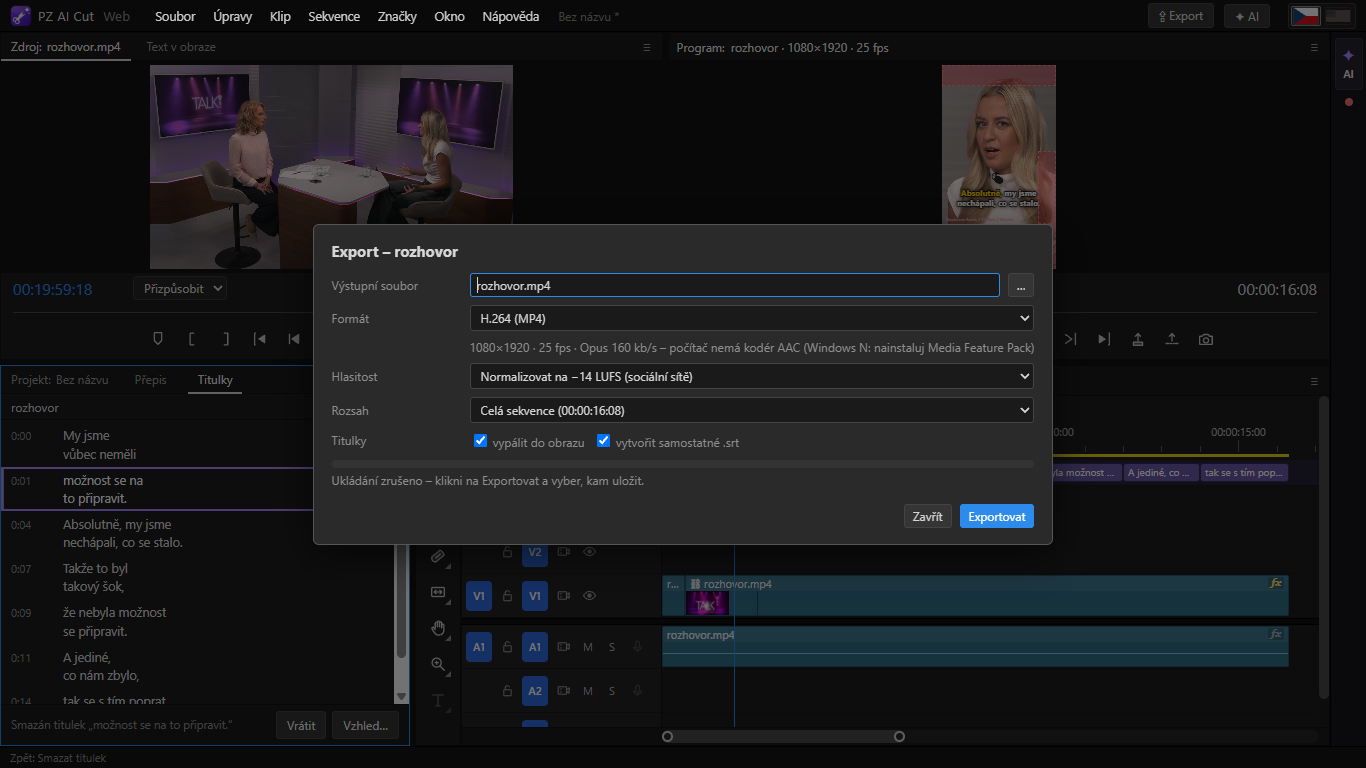 PZ AI Cut Web
Soubor Úpravy Klip Sekvence Značky Okno Nápověda
Bez názvu *
Export
AI
Zdroj: rozhovor.mp4
Text v obraze
Program: rozhovor · 1080×1920 · 25 fps
AI
TALK!
Absolutně, my jsme
nechápali, co se stalo.
00:19:59:18
Přizpůsobit
00:00:16:08
Export – rozhovor
Výstupní soubor
rozhovor.mp4
...
Formát
H.264 (MP4)
1080×1920 · 25 fps · Opus 160 kb/s – počítač nemá kodér AAC (Windows N: nainstaluj Media Feature Pack)
Hlasitost
Normalizovat na −14 LUFS (sociální sítě)
Rozsah
Celá sekvence (00:00:16:08)
Titulky
vypálit do obrazu
vytvořit samostatné .srt
Ukládání zrušeno – klikni na Exportovat a vyber, kam uložit.
Zavřít
Exportovat
Projekt: Bez názvu
Přepis
Titulky
rozhovor
0:00
My jsme
vůbec neměli
0:01
možnost se na
to připravit.
0:04
Absolutně, my jsme
nechápali, co se stalo.
0:07
Takže to byl
takový šok,
0:09
že nebyla možnost
se připravit.
0:11
A jediné,
co nám zbylo,
0:14
tak se s tím poprat
Smazán titulek „možnost se na to připravit.“
Vrátit
Vzhled...
Zpět: Smazat titulek
00:00:15:00
la možnost ...
A jediné, co ...
tak se s tím pop...
V2
V1 V1
r...
rozhovor.mp4
fx
TALK!
A1 A1 M S
rozhovor.mp4
fx
A2 M S
T